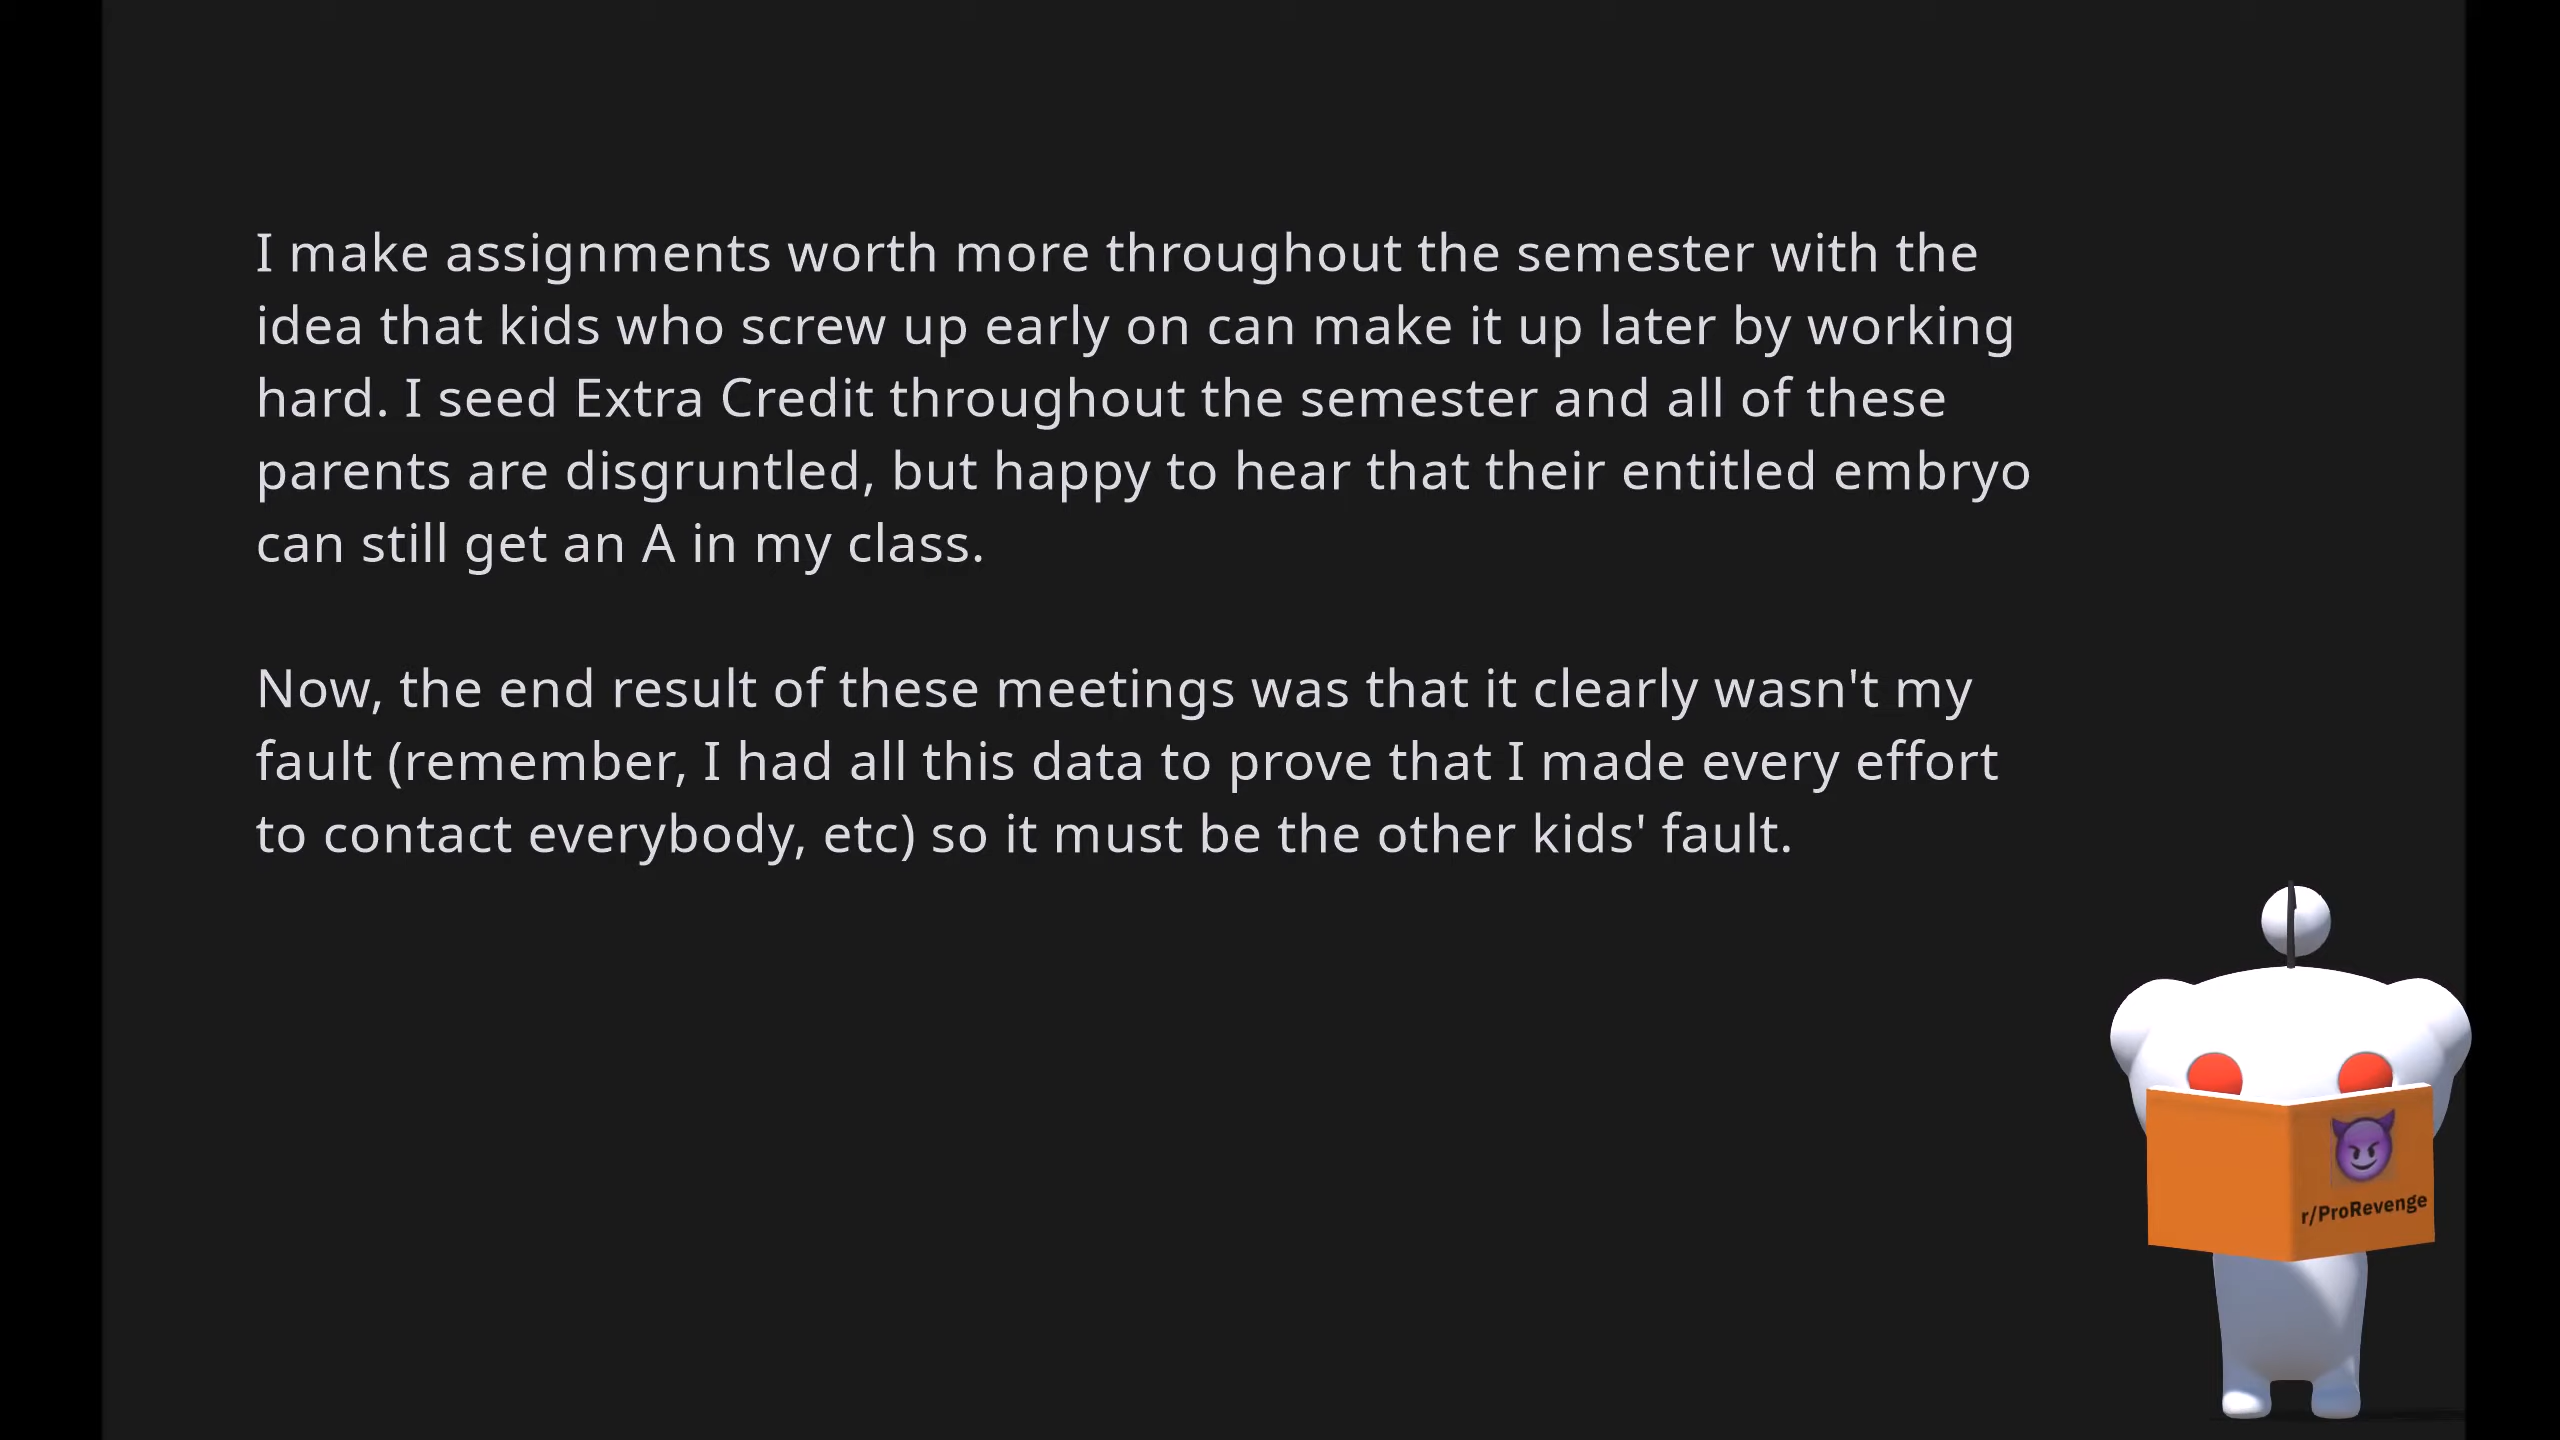 I make assignments worth more throughout the semester with the
idea that kids who screw up early on can make it up later by working
hard. I seed Extra Credit throughout the semester and all of these
parents are disgruntled, but happy to hear that their entitled embryo
can still get an A in my class.
Now, the end result of these meetings was that it clearly wasn't my
fault (remember, I had all this data to prove that I made every effort
to contact everybody, etc) so it must be the other kids' fault.
r/ProRevenge